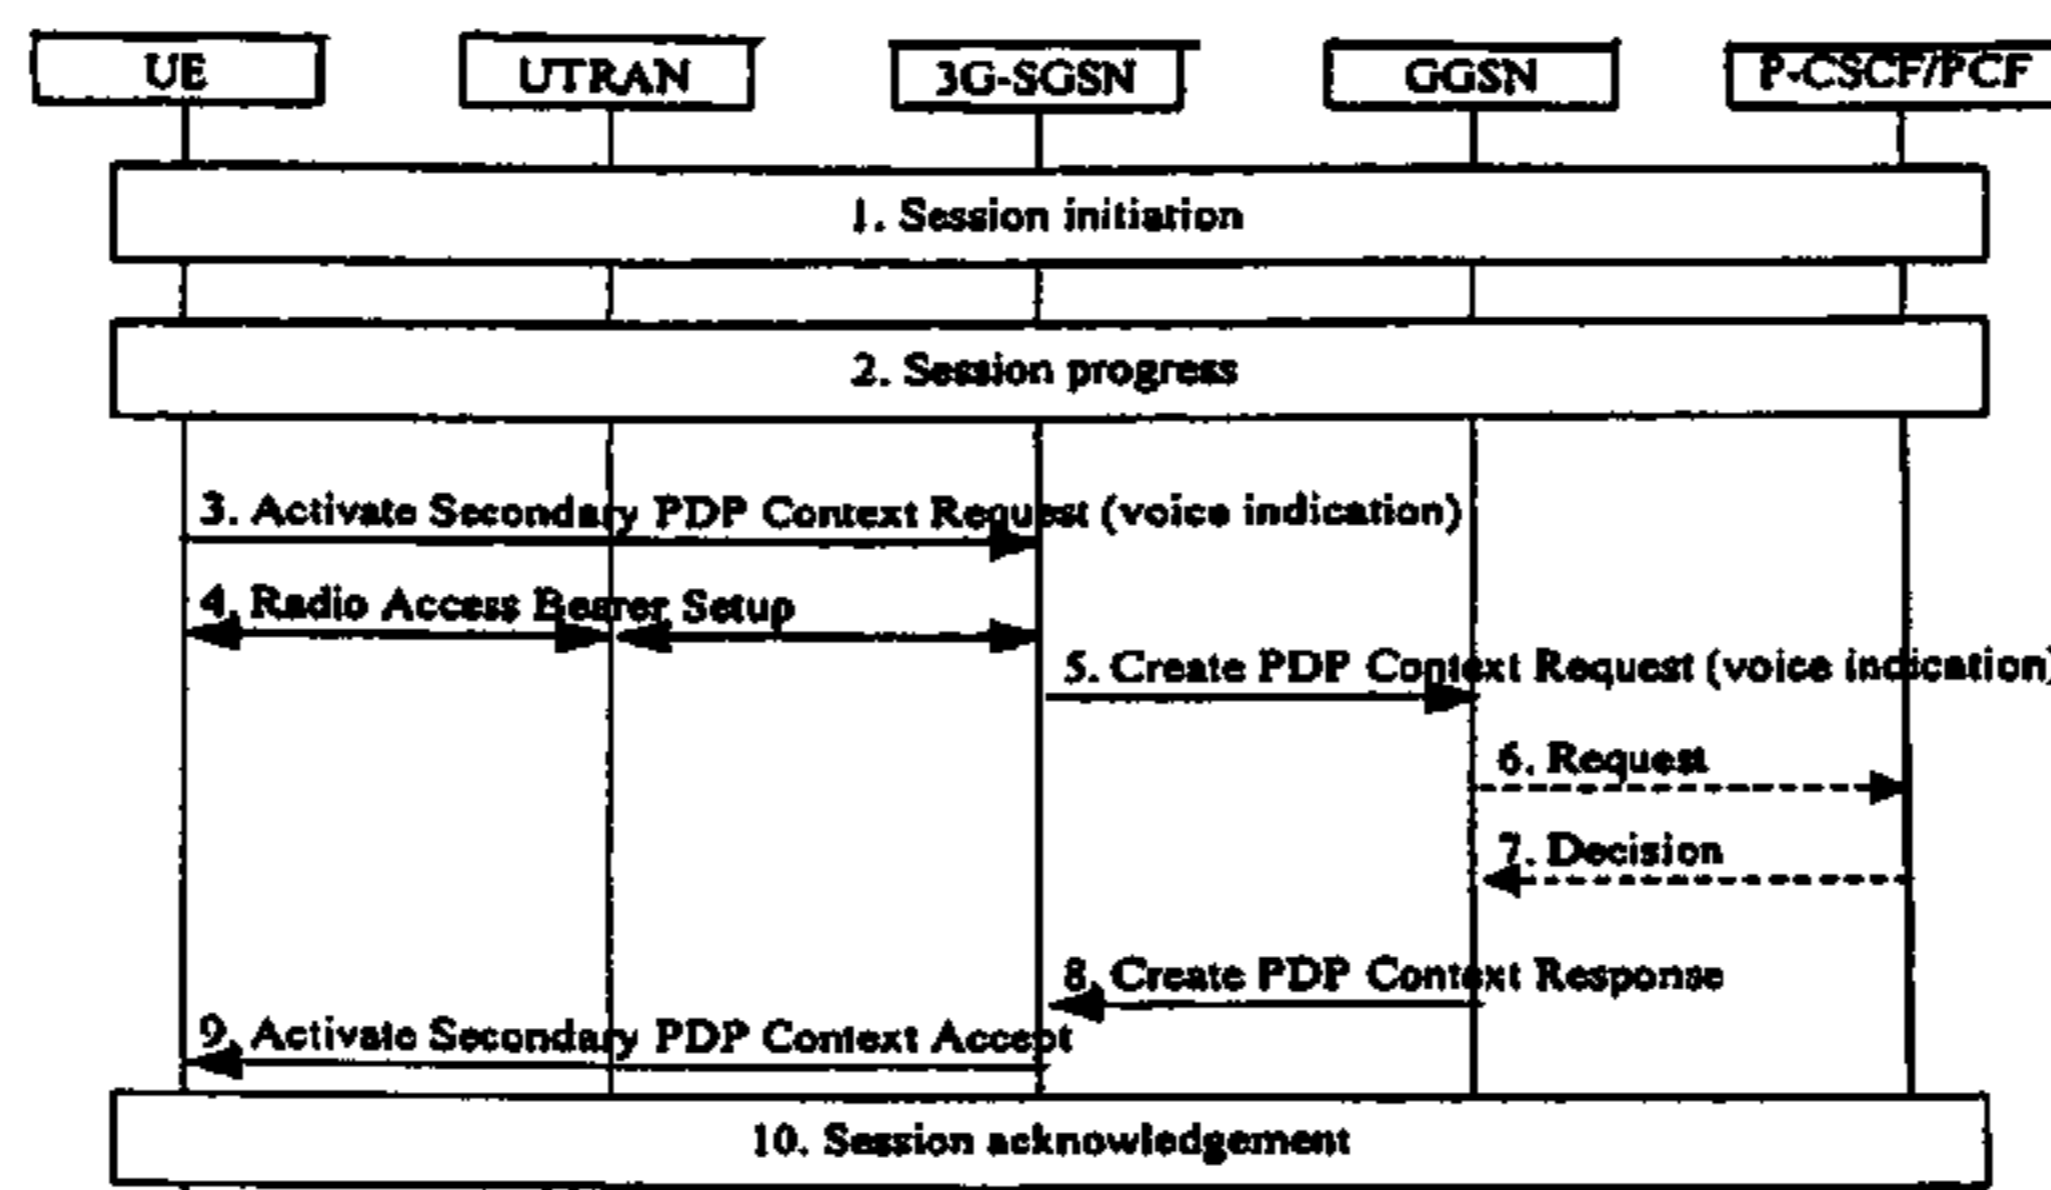 UE
UTRAN
3G-SGSN
GGSN
P-CSCF/PCF
1. Session initiation
2. Session progress
3. Activate Secondary PDP Context Request (voice indication)
4. Radio Access Bearer Setup
5. Create PDP Context Request (voice indication)
6. Request
7. Decision
8. Create PDP Context Response
9. Activate Secondary PDP Context Accept
10. Session acknowledgement